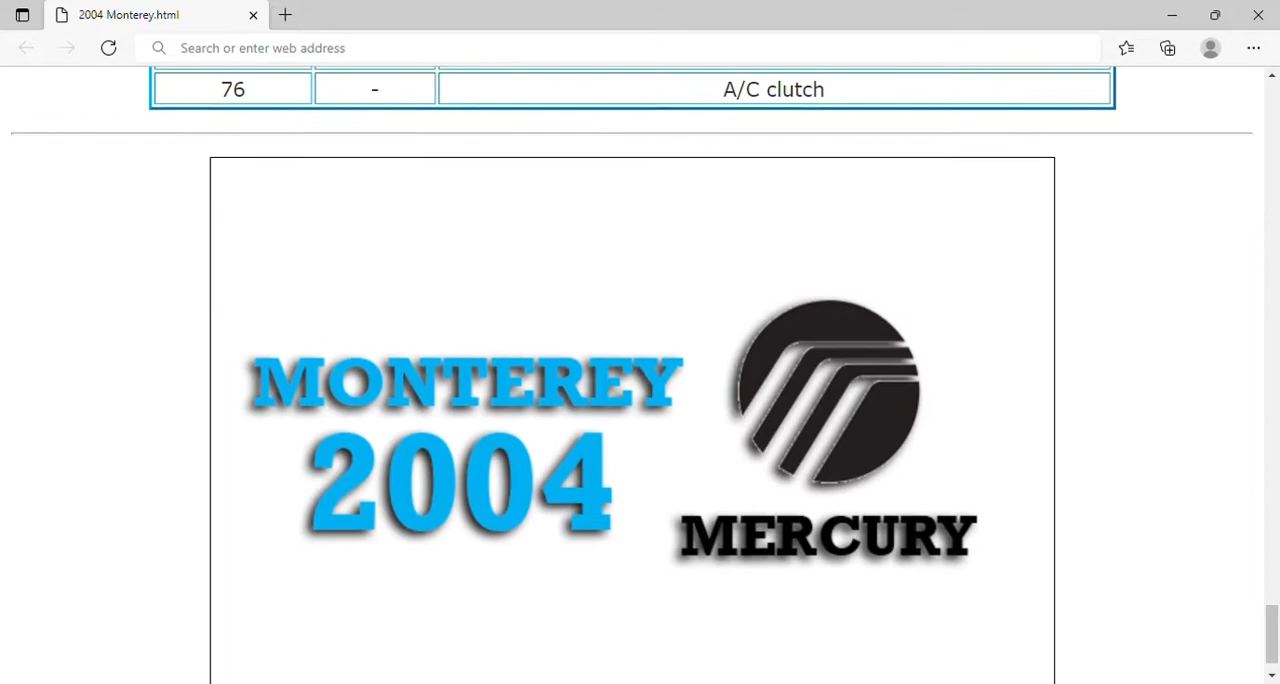 2004 Monterey.html
Search or enter web address
76 - A/C clutch
MONTEREY
2004
MERCURY